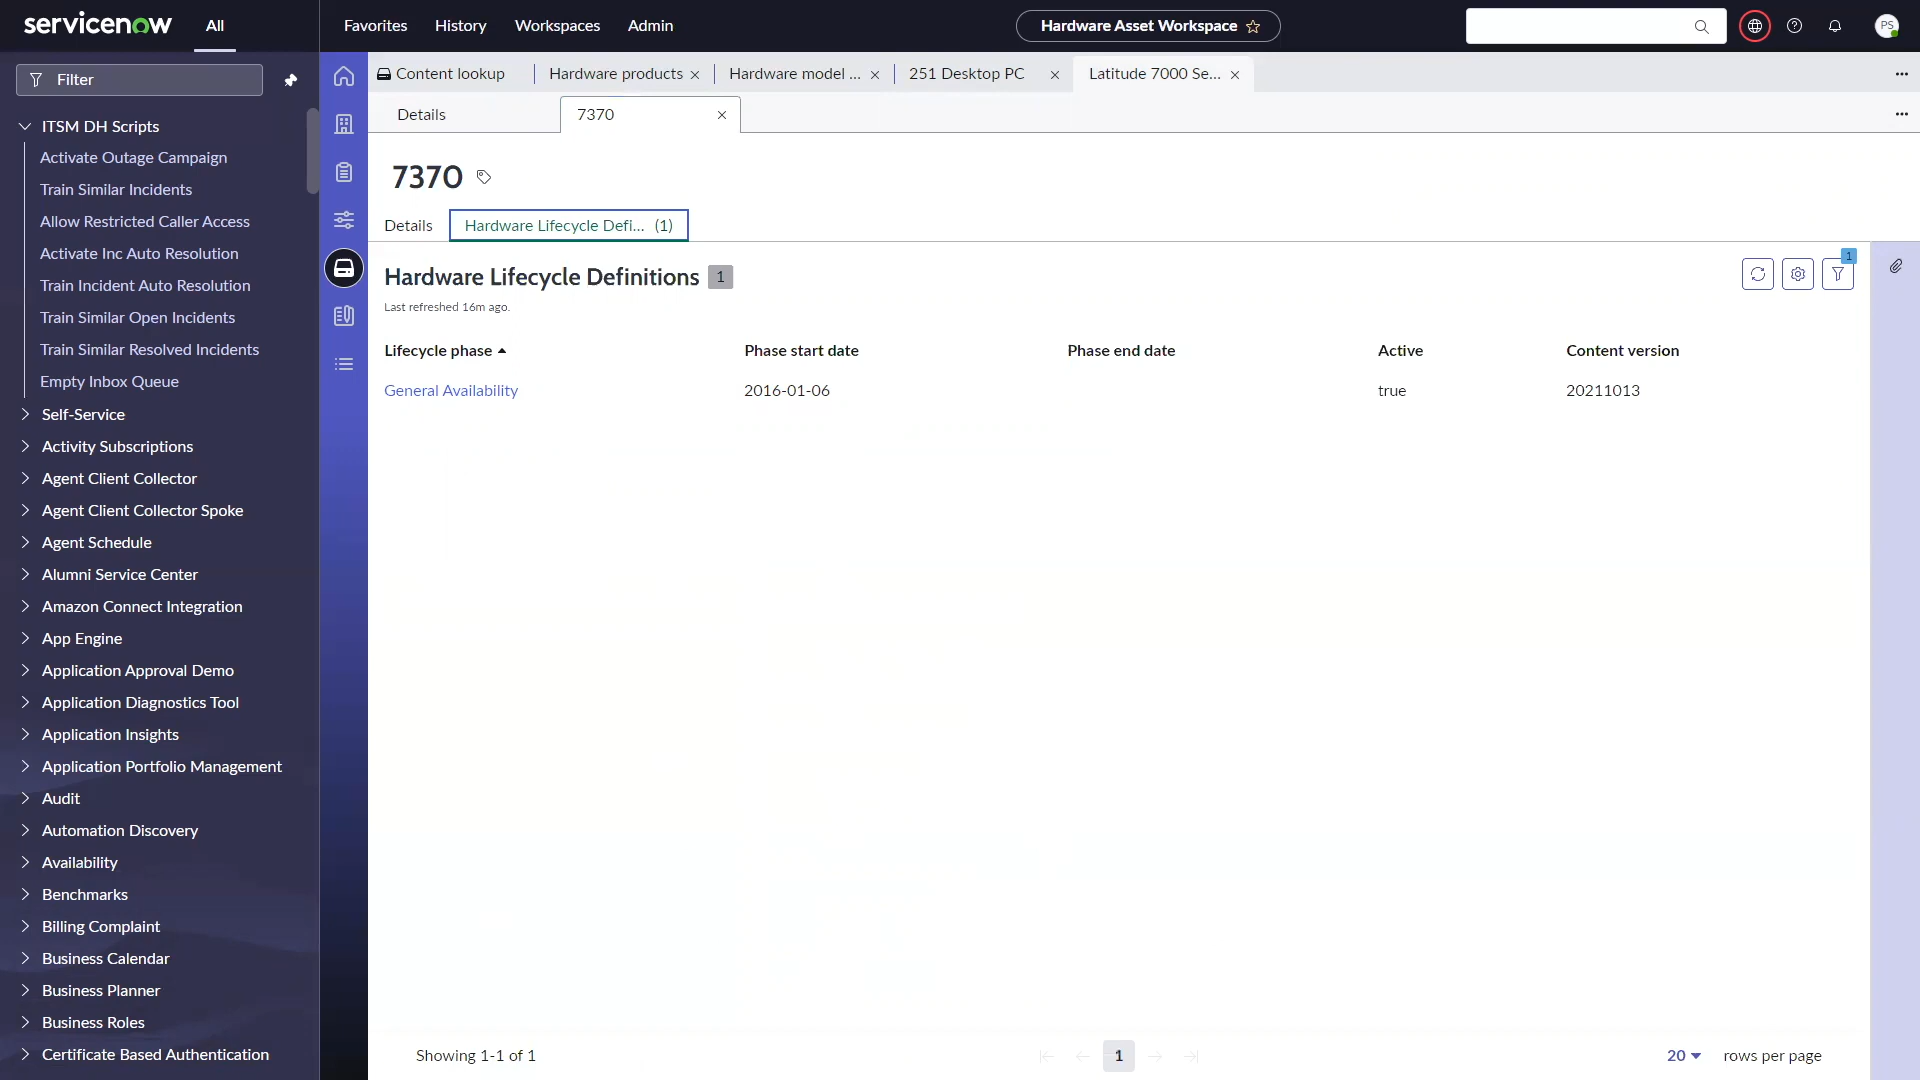 servicenow
All
Favorites
History
Workspaces
Admin
Hardware Asset Workspace
PS
Filter
ITSM DH Scripts
Activate Outage Campaign
Train Similar Incidents
Allow Restricted Caller Access
Activate Inc Auto Resolution
Train Incident Auto Resolution
Train Similar Open Incidents
Train Similar Resolved Incidents
Empty Inbox Queue
Self-Service
Activity Subscriptions
Agent Client Collector
Agent Client Collector Spoke
Agent Schedule
Alumni Service Center
Amazon Connect Integration
App Engine
Application Approval Demo
Application Diagnostics Tool
Application Insights
Application Portfolio Management
Audit
Automation Discovery
Availability
Benchmarks
Billing Complaint
Business Calendar
Business Planner
Business Roles
Certificate Based Authentication
Content lookup
Hardware products
Hardware model ...
251 Desktop PC
Latitude 7000 Se...
Details
7370
7370
Details
Hardware Lifecycle Defi... (1)
Hardware Lifecycle Definitions 1
1
Last refreshed 16m ago.
Lifecycle phase Phase start date Phase end date Active Content version
General Availability 2016-01-06 true 20211013
Showing 1-1 of 1
1
20 rows per page